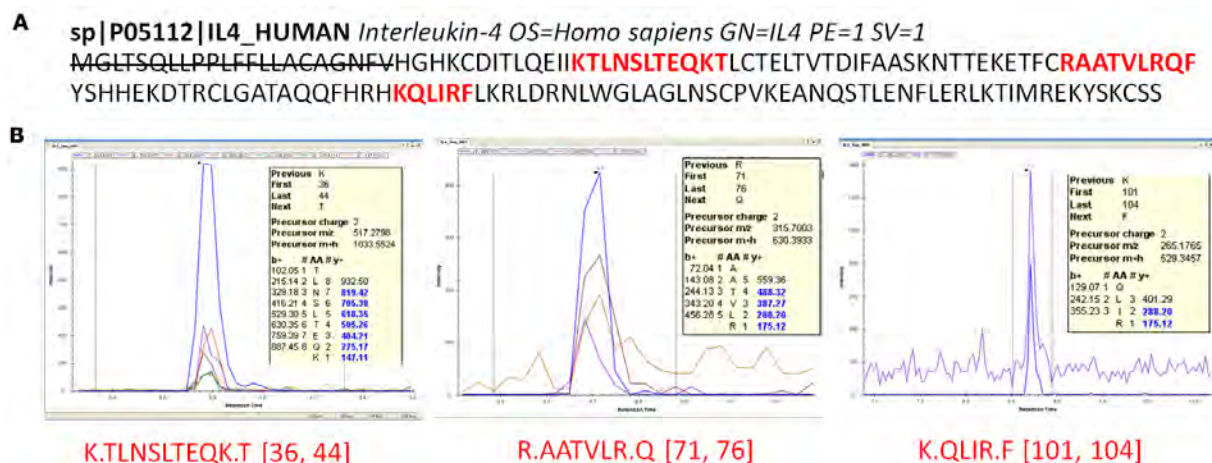 A
sp|P05112|IL4_HUMAN Interleukin-4 OS=Homo sapiens GN=IL4 PE=1 SV=1
MGLTSQLLPPLFFLLACAGNFVHGHKCDITLQEIIKTLNSLTEQKTLCTELTVTDIFAASKNTTEKETFCRAATVLRQF
YSHHEKDTRCLGATAQQFHRHKQLIRFLKRLDRNLWGLAGLNSCPVKEANQSTLENFLERLKTIMREKYSKCSS
B
Previous K
First 36
Last 44
Next T
Precursor charge 2
Precursor m/z 517.2798
Precursor m+h 1033.5524
b+ # AA # y+
102.05 1 T
215.14 2 L 8 932.50
329.18 3 N 7 819.42
416.21 4 S 6 705.38
529.30 5 L 5 618.35
630.35 6 T 4 505.26
759.39 7 E 3 404.21
887.45 8 Q 2 275.17
K 1 147.11
Retention Time
Previous R
First 71
Last 76
Next Q
Precursor charge 2
Precursor m/z 315.7003
Precursor m+h 630.3933
b+ # AA # y+
72.04 1 A
143.08 2 A 5 559.36
244.13 3 T 4 488.32
343.20 4 V 3 387.27
456.28 5 L 2 288.20
R 1 175.12
Retention Time
Previous K
First 101
Last 104
Next F
Precursor charge 2
Precursor m/z 265.1765
Precursor m+h 529.3457
b+ # AA # y+
129.07 1 Q
242.15 2 L 3 401.29
355.23 3 I 2 288.20
R 1 175.12
Retention Time
K.TLNSLTEQK.T [36, 44]
R.AATVLR.Q [71, 76]
K.QLIR.F [101, 104]